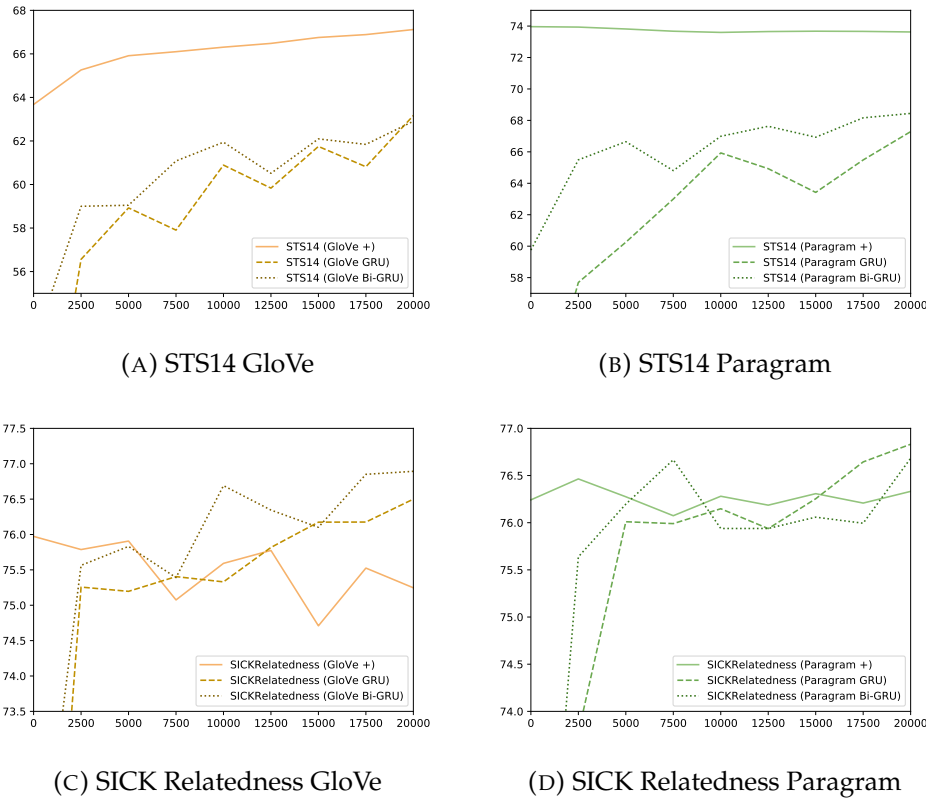 68
66
64
62
60
58
56
0 2500 5000 7500 10000 12500 15000 17500 20000
STS14 (GloVe +)
STS14 (GloVe GRU)
STS14 (GloVe Bi-GRU)
(A) STS14 GloVe
74
72
70
68
66
64
62
60
58
0 2500 5000 7500 10000 12500 15000 17500 20000
STS14 (Paragram +)
STS14 (Paragram GRU)
STS14 (Paragram Bi-GRU)
(B) STS14 Paragram
77.5
77.0
76.5
76.0
75.5
75.0
74.5
74.0
73.5
0 2500 5000 7500 10000 12500 15000 17500 20000
SICKRelatedness (GloVe +)
SICKRelatedness (GloVe GRU)
SICKRelatedness (GloVe Bi-GRU)
(C) SICK Relatedness GloVe
77.0
76.5
76.0
75.5
75.0
74.5
74.0
0 2500 5000 7500 10000 12500 15000 17500 20000
SICKRelatedness (Paragram +)
SICKRelatedness (Paragram GRU)
SICKRelatedness (Paragram Bi-GRU)
(D) SICK Relatedness Paragram